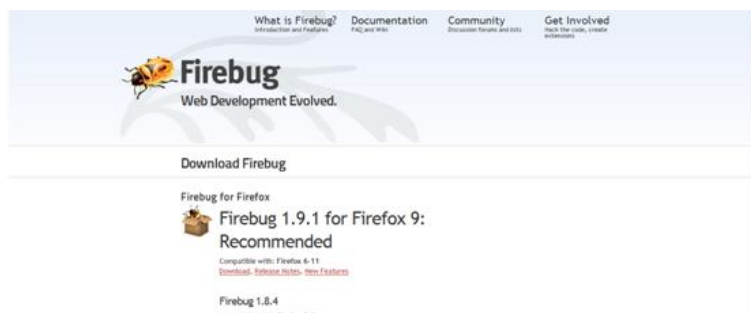 What is Firebug? Documentation Community Get Involved
Introduction and Features FAQ and Wiki Discussion forums and lists Hack the code, create
extensions
Firebug
Web Development Evolved.
Download Firebug
Firebug for Firefox
Firebug 1.9.1 for Firefox 9:
Recommended
Compatible with: Firefox 6-11
Download, Release Notes, New Features
Firebug 1.8.4